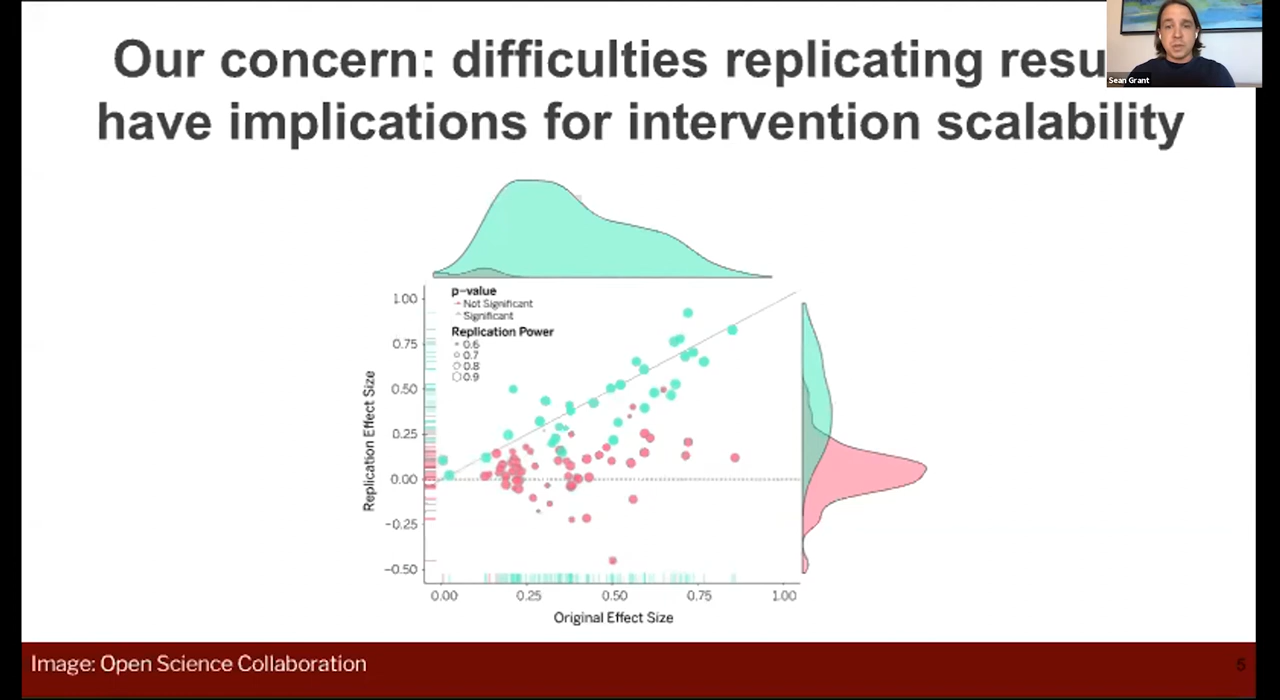 Our concern: difficulties replicating resu
have implications for intervention scalability
Sean Grant
p-value
Not Significant
Significant
Replication Power
0.6
0.7
0.8
0.9
1.00
0.75
0.50
0.25
0.00
−0.25
−0.50
Replication Effect Size
0.00 0.25 0.50 0.75 1.00
Original Effect Size
Image: Open Science Collaboration
5